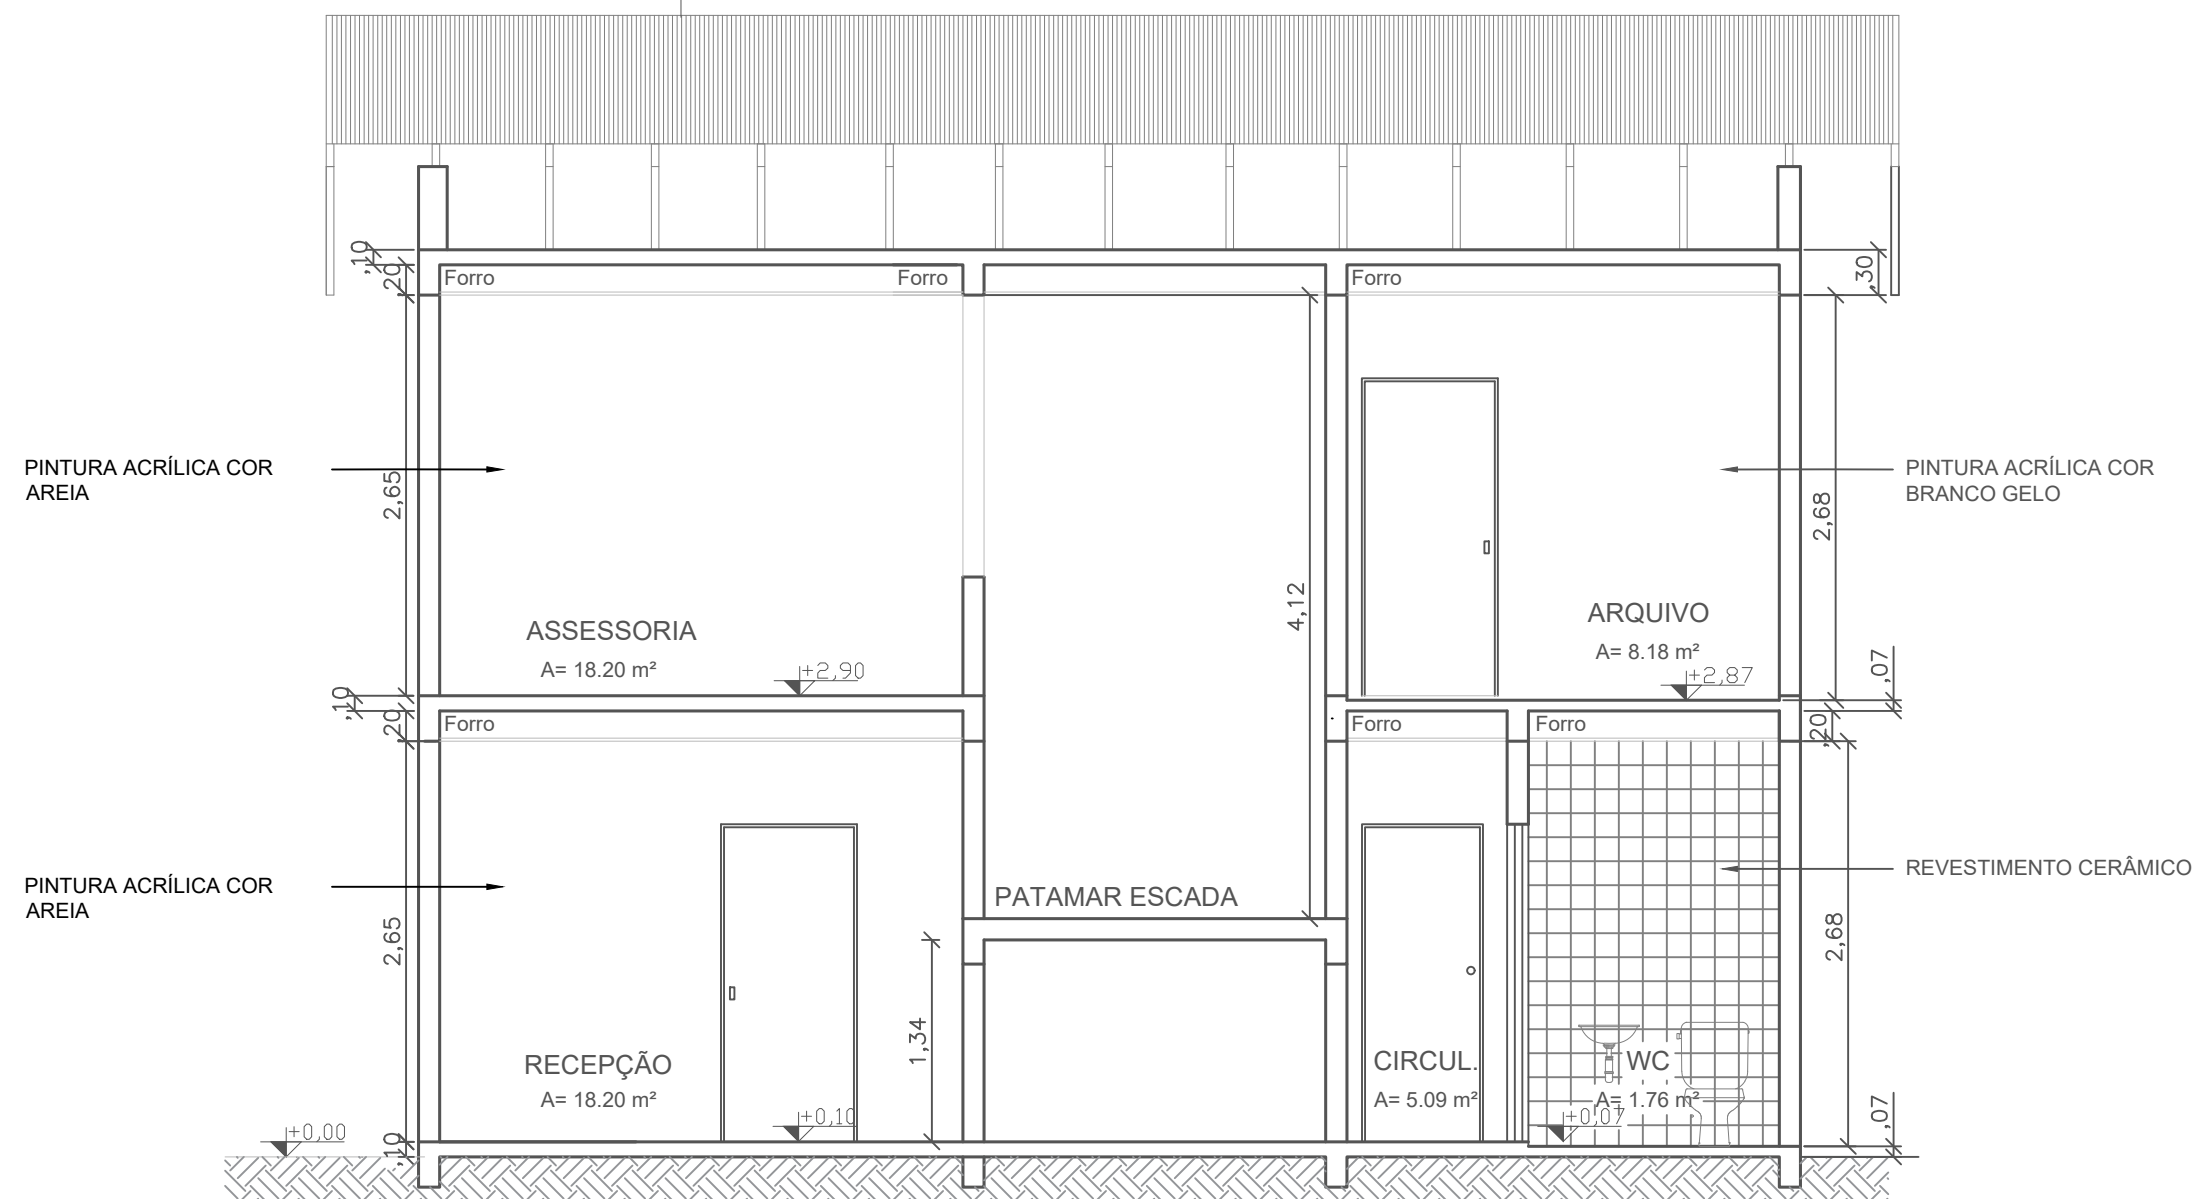 ,10
,20
Forro
Forro
Forro
,30
PINTURA ACRÍLICA COR
AREIA
2,65
PINTURA ACRÍLICA COR
BRANCO GELO
2,68
4,12
ASSESSORIA
A= 18.20 m²
+2,90
ARQUIVO
A= 8.18 m²
+2,87
,07
,10
,20
Forro
Forro
Forro
,20
PINTURA ACRÍLICA COR
AREIA
2,65
PATAMAR ESCADA
REVESTIMENTO CERÂMICO
2,68
1,34
RECEPÇÃO
A= 18.20 m²
+0,10
CIRCUL.
A= 5.09 m²
WC
A= 1.76 m²
+0,07
,07
+0,00
,10